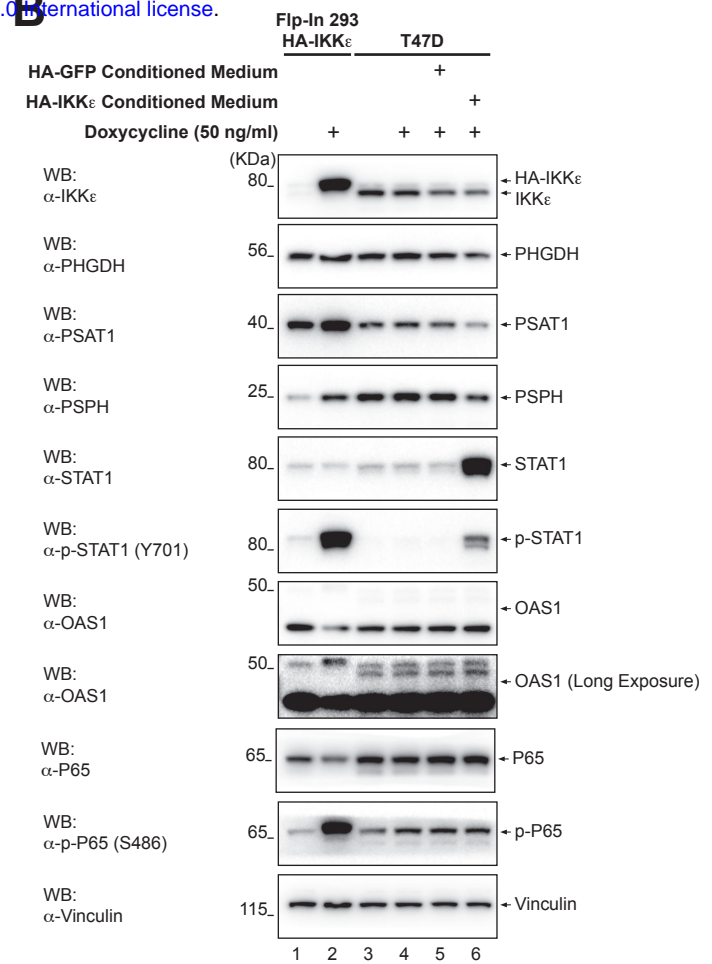 B
.0 International license.
Flp-In 293
HA-IKKε T47D
HA-GFP Conditioned Medium +
HA-IKKε Conditioned Medium +
Doxycycline (50 ng/ml) + + + +
(KDa)
WB:
α-IKKε
80
HA-IKKε
IKKε
WB:
α-PHGDH
56
PHGDH
WB:
α-PSAT1
40
PSAT1
WB:
α-PSPH
25
PSPH
WB:
α-STAT1
80
STAT1
WB:
α-p-STAT1 (Y701)
80
p-STAT1
WB:
α-OAS1
50
OAS1
WB:
α-OAS1
50
OAS1 (Long Exposure)
WB:
α-P65
65
P65
WB:
α-p-P65 (S486)
65
p-P65
WB:
α-Vinculin
115
Vinculin
1 2 3 4 5 6